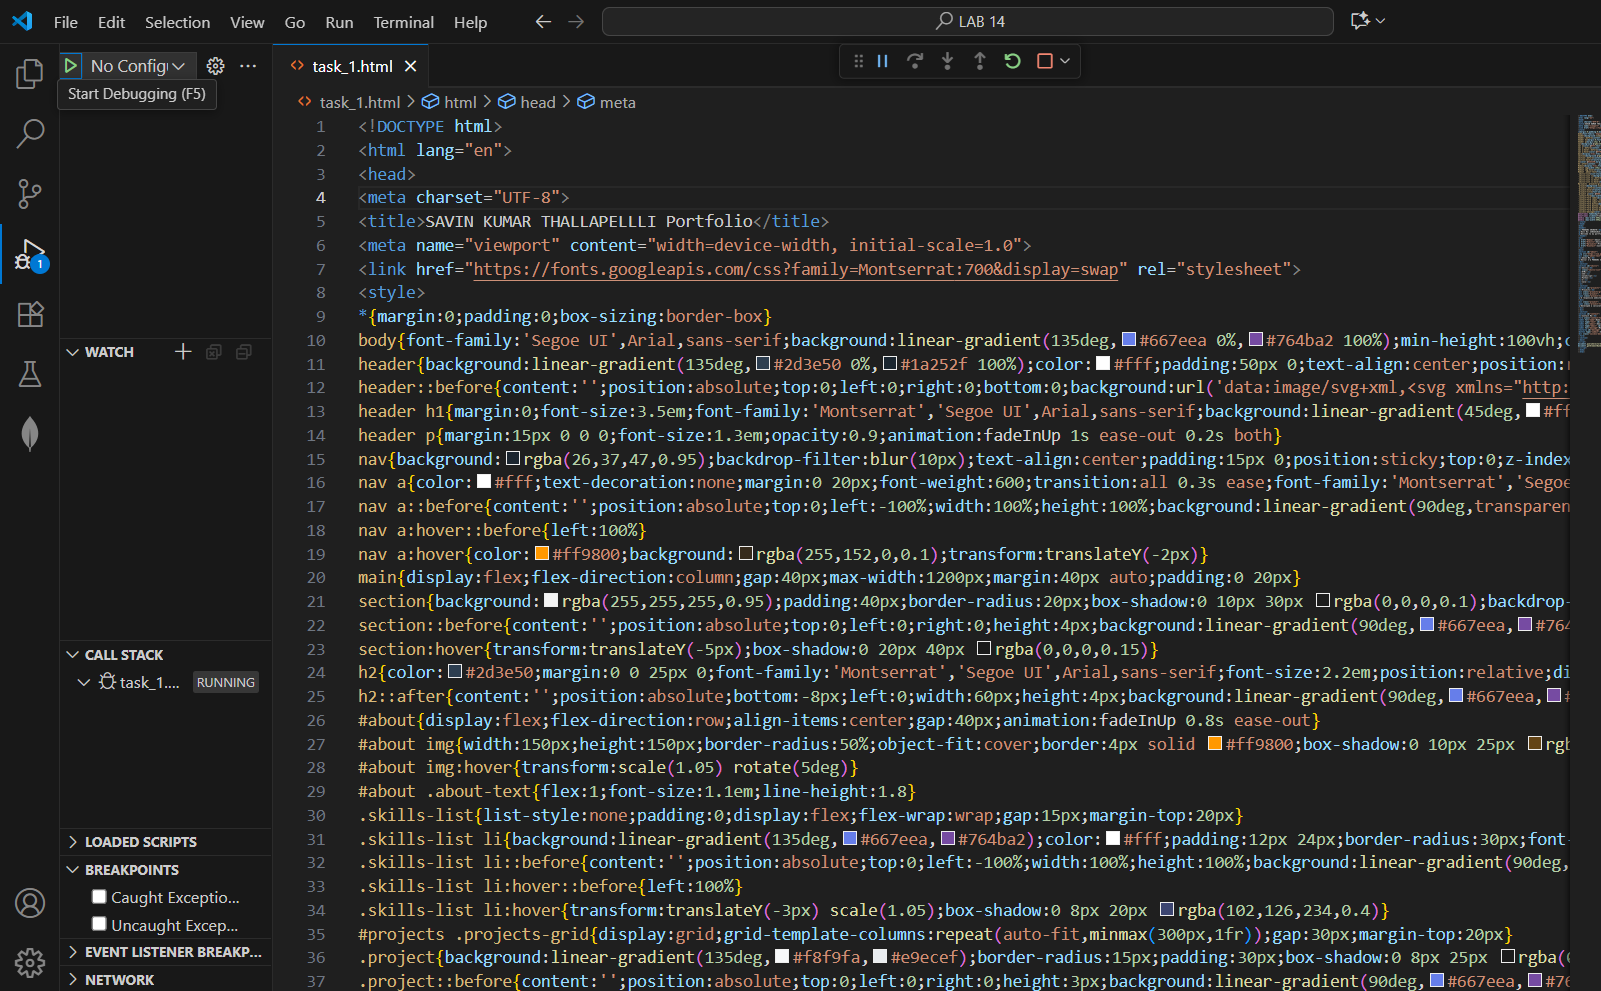 File Edit Selection View Go Run Terminal Help
LAB 14
No Config
Start Debugging (F5)
1
WATCH
CALL STACK
task_1.... RUNNING
LOADED SCRIPTS
BREAKPOINTS
Caught Exceptio...
Uncaught Excep...
EVENT LISTENER BREAKP...
NETWORK
task_1.html
task_1.html > html > head > meta
1 <!DOCTYPE html>
2 <html lang="en">
3 <head>
4 <meta charset="UTF-8">
5 <title>SAVIN KUMAR THALLAPELLLI Portfolio</title>
6 <meta name="viewport" content="width=device-width, initial-scale=1.0">
7 <link href="https://fonts.googleapis.com/css?family=Montserrat:700&display=swap" rel="stylesheet">
8 <style>
9 *{margin:0;padding:0;box-sizing:border-box}
10 body{font-family:'Segoe UI',Arial,sans-serif;background:linear-gradient(135deg,#667eea 0%,#764ba2 100%);min-height:100vh;
11 header{background:linear-gradient(135deg,#2d3e50 0%,#1a252f 100%);color:#fff;padding:50px 0;text-align:center;position:
12 header::before{content:'';position:absolute;top:0;left:0;right:0;bottom:0;background:url('data:image/svg+xml,<svg xmlns="http:
13 header h1{margin:0;font-size:3.5em;font-family:'Montserrat','Segoe UI',Arial,sans-serif;background:linear-gradient(45deg,#ff
14 header p{margin:15px 0 0 0;font-size:1.3em;opacity:0.9;animation:fadeInUp 1s ease-out 0.2s both}
15 nav{background:rgba(26,37,47,0.95);backdrop-filter:blur(10px);text-align:center;padding:15px 0;position:sticky;top:0;z-index
16 nav a{color:#fff;text-decoration:none;margin:0 20px;font-weight:600;transition:all 0.3s ease;font-family:'Montserrat','Segoe
17 nav a::before{content:'';position:absolute;top:0;left:-100%;width:100%;height:100%;background:linear-gradient(90deg,transparen
18 nav a:hover::before{left:100%}
19 nav a:hover{color:#ff9800;background:rgba(255,152,0,0.1);transform:translateY(-2px)}
20 main{display:flex;flex-direction:column;gap:40px;max-width:1200px;margin:40px auto;padding:0 20px}
21 section{background:rgba(255,255,255,0.95);padding:40px;border-radius:20px;box-shadow:0 10px 30px rgba(0,0,0,0.1);backdrop-
22 section::before{content:'';position:absolute;top:0;left:0;right:0;height:4px;background:linear-gradient(90deg,#667eea,#764
23 section:hover{transform:translateY(-5px);box-shadow:0 20px 40px rgba(0,0,0,0.15)}
24 h2{color:#2d3e50;margin:0 0 25px 0;font-family:'Montserrat','Segoe UI',Arial,sans-serif;font-size:2.2em;position:relative;di
25 h2::after{content:'';position:absolute;bottom:-8px;left:0;width:60px;height:4px;background:linear-gradient(90deg,#667eea,#
26 #about{display:flex;flex-direction:row;align-items:center;gap:40px;animation:fadeInUp 0.8s ease-out}
27 #about img{width:150px;height:150px;border-radius:50%;object-fit:cover;border:4px solid #ff9800;box-shadow:0 10px 25px rgb
28 #about img:hover{transform:scale(1.05) rotate(5deg)}
29 #about .about-text{flex:1;font-size:1.1em;line-height:1.8}
30 .skills-list{list-style:none;padding:0;display:flex;flex-wrap:wrap;gap:15px;margin-top:20px}
31 .skills-list li{background:linear-gradient(135deg,#667eea,#764ba2);color:#fff;padding:12px 24px;border-radius:30px;font-
32 .skills-list li::before{content:'';position:absolute;top:0;left:-100%;width:100%;height:100%;background:linear-gradient(90deg,
33 .skills-list li:hover::before{left:100%}
34 .skills-list li:hover{transform:translateY(-3px) scale(1.05);box-shadow:0 8px 20px rgba(102,126,234,0.4)}
35 #projects .projects-grid{display:grid;grid-template-columns:repeat(auto-fit,minmax(300px,1fr));gap:30px;margin-top:20px}
36 .project{background:linear-gradient(135deg,#f8f9fa,#e9ecef);border-radius:15px;padding:30px;box-shadow:0 8px 25px rgba(
37 .project::before{content:'';position:absolute;top:0;left:0;right:0;height:3px;background:linear-gradient(90deg,#667eea,#76